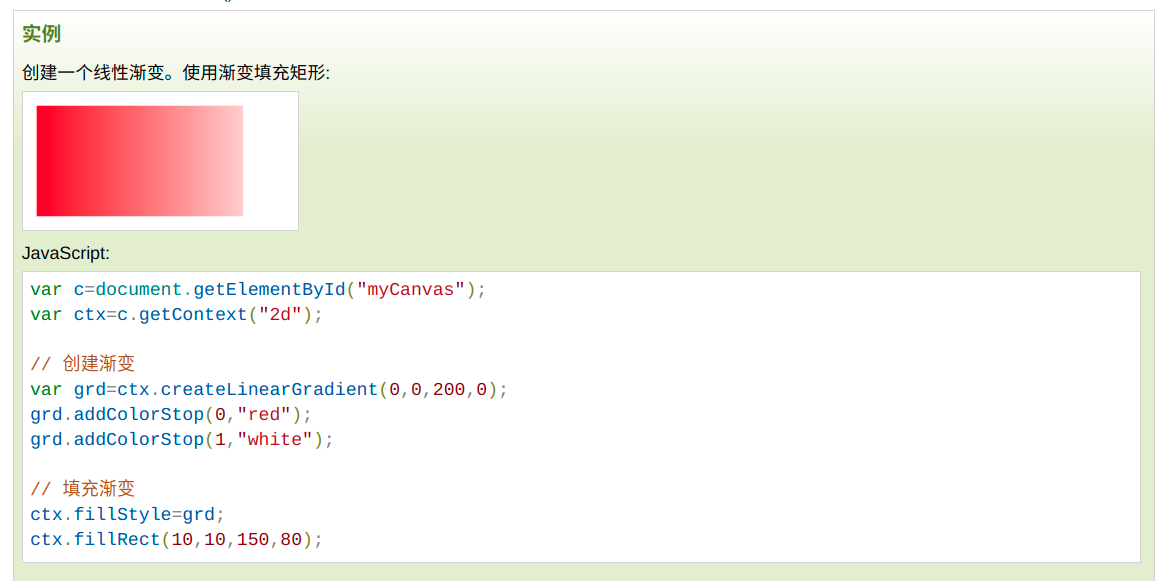 实例
创建一个线性渐变。使用渐变填充矩形:
JavaScript:
var c=document.getElementById("myCanvas");
var ctx=c.getContext("2d");
// 创建渐变
var grd=ctx.createLinearGradient(0,0,200,0);
grd.addColorStop(0,"red");
grd.addColorStop(1,"white");
// 填充渐变
ctx.fillStyle=grd;
ctx.fillRect(10,10,150,80);